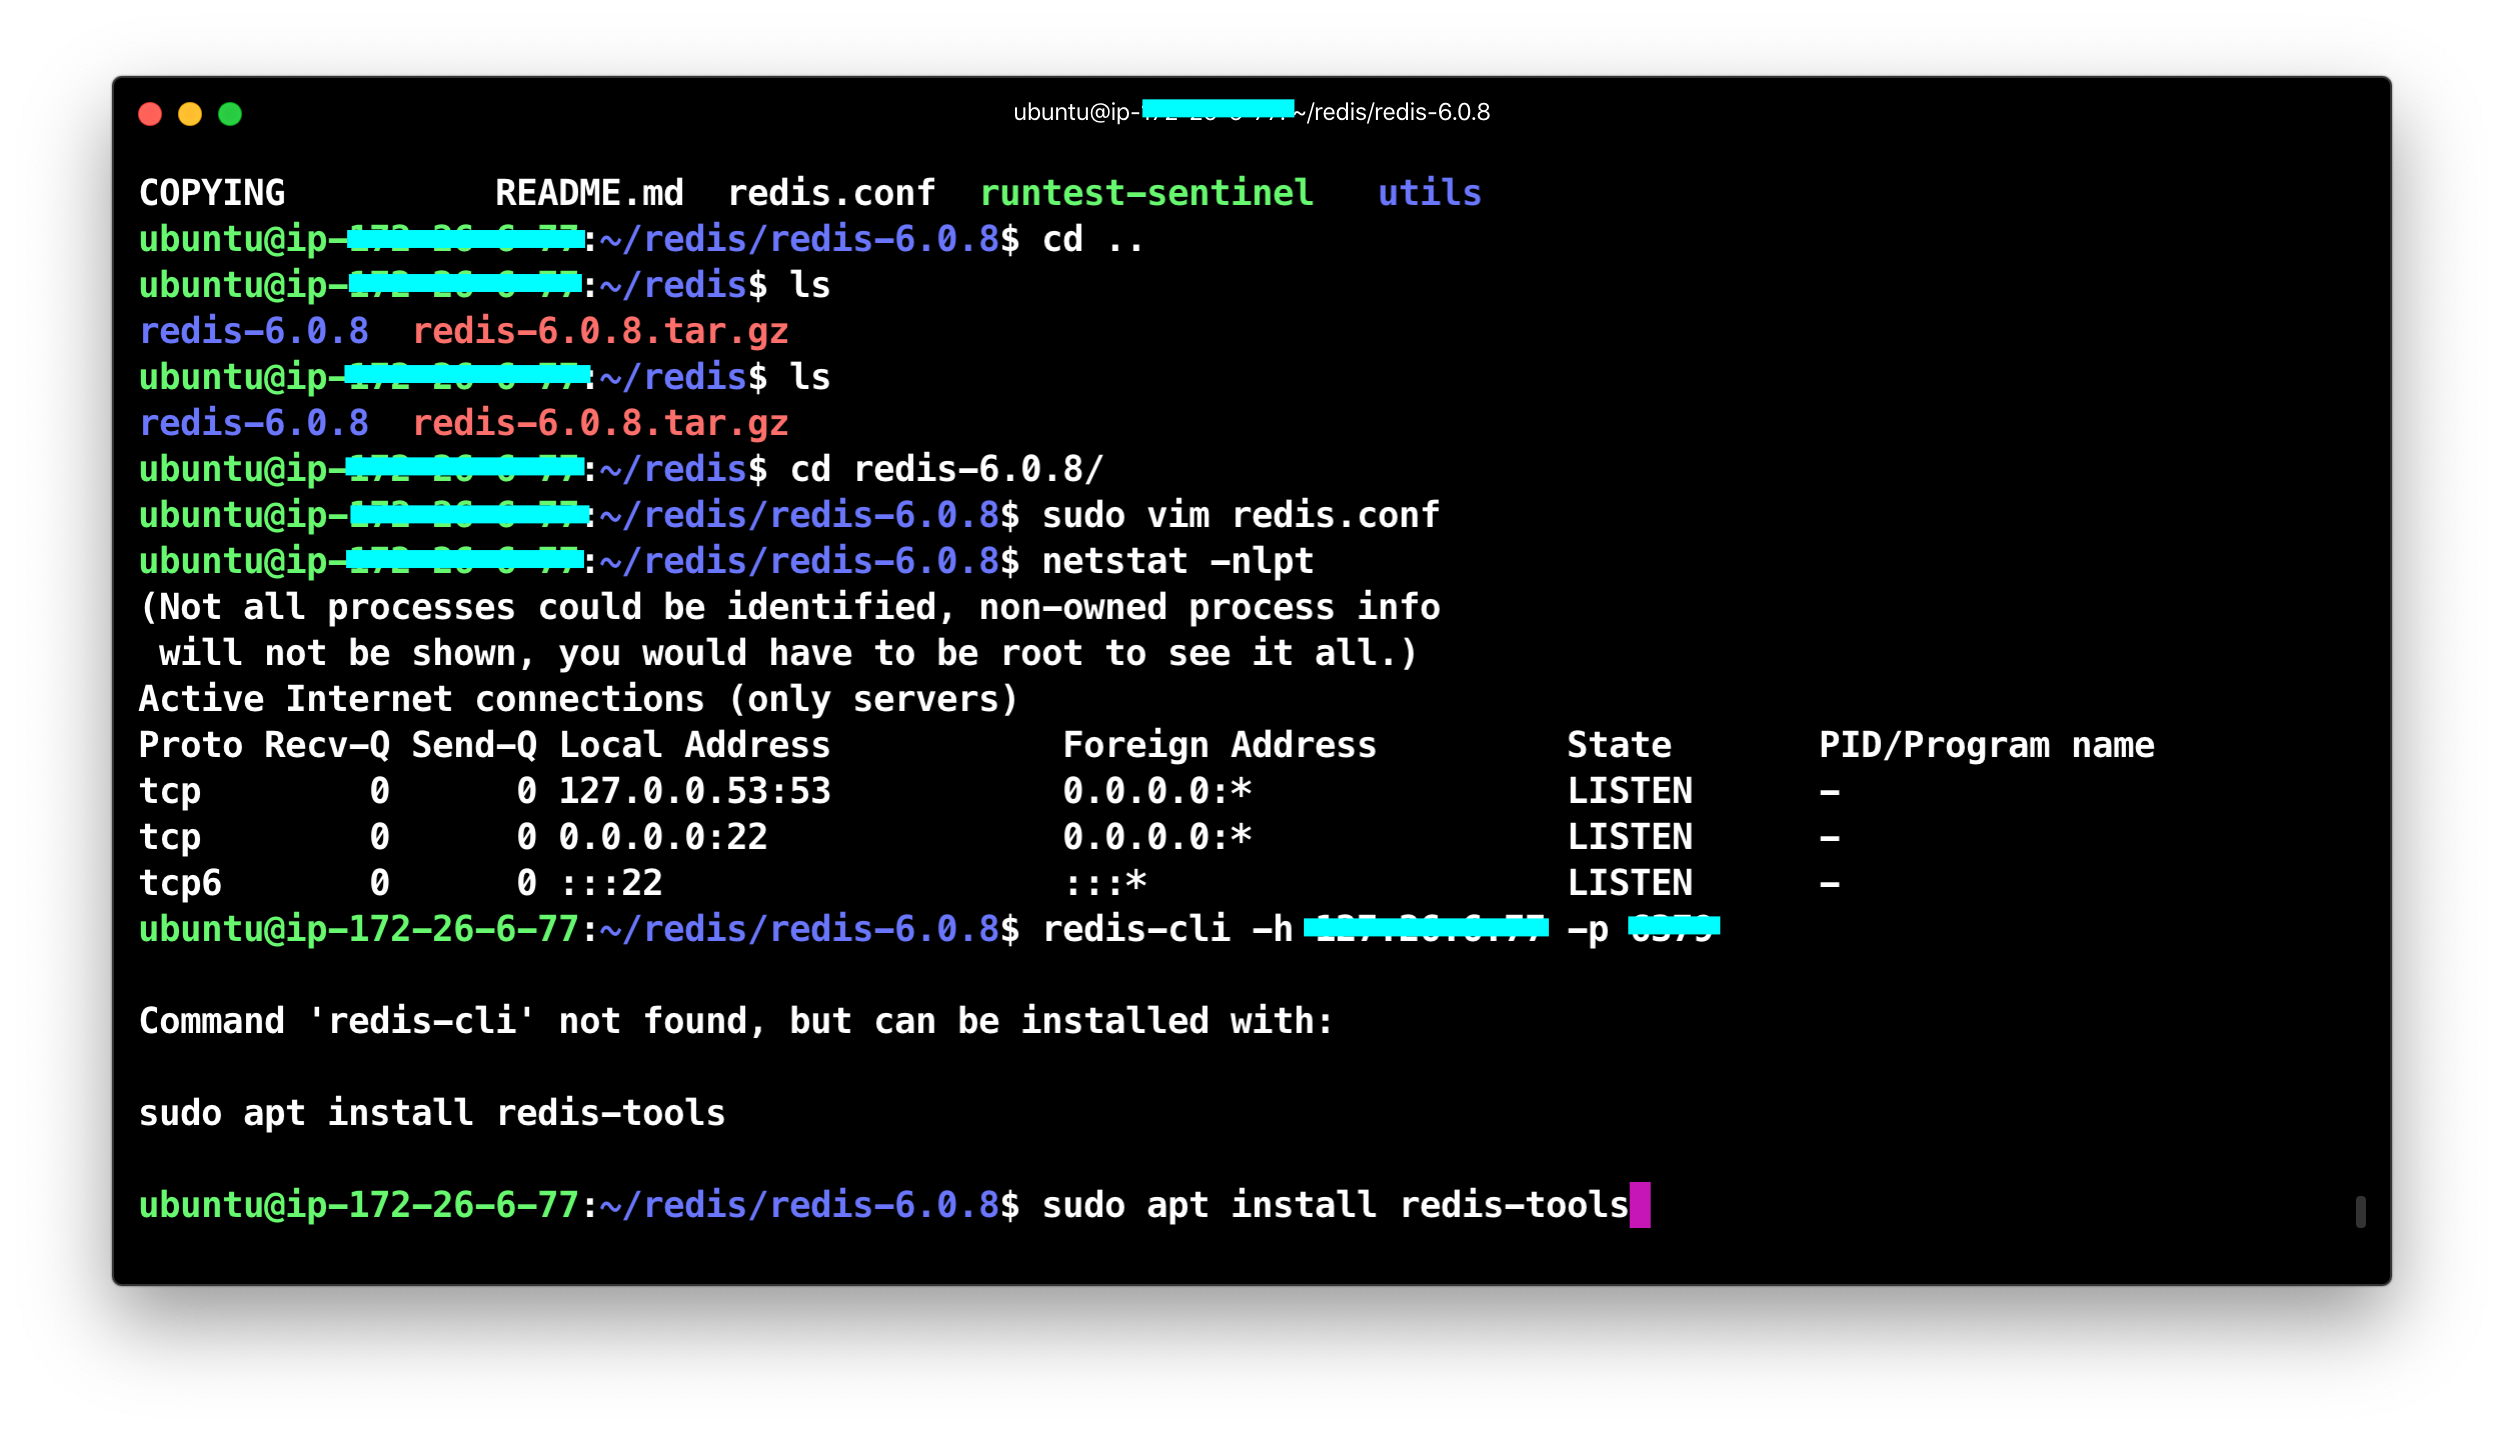 ubuntu@ip- ~/redis/redis-6.0.8
COPYING README.md redis.conf runtest-sentinel utils
ubuntu@ip- :~/redis/redis-6.0.8$ cd ..
ubuntu@ip- :~/redis$ ls
redis-6.0.8 redis-6.0.8.tar.gz
ubuntu@ip- :~/redis$ ls
redis-6.0.8 redis-6.0.8.tar.gz
ubuntu@ip- :~/redis$ cd redis-6.0.8/
ubuntu@ip- :~/redis/redis-6.0.8$ sudo vim redis.conf
ubuntu@ip- :~/redis/redis-6.0.8$ netstat -nlpt
(Not all processes could be identified, non-owned process info
will not be shown, you would have to be root to see it all.)
Active Internet connections (only servers)
Proto Recv-Q Send-Q Local Address Foreign Address State PID/Program name
tcp 0 0 127.0.0.53:53 0.0.0.0:* LISTEN -
tcp 0 0 0.0.0.0:22 0.0.0.0:* LISTEN -
tcp6 0 0 :::22 :::* LISTEN -
ubuntu@ip-172-26-6-77:~/redis/redis-6.0.8$ redis-cli -h -p
Command 'redis-cli' not found, but can be installed with:
sudo apt install redis-tools
ubuntu@ip-172-26-6-77:~/redis/redis-6.0.8$ sudo apt install redis-tools